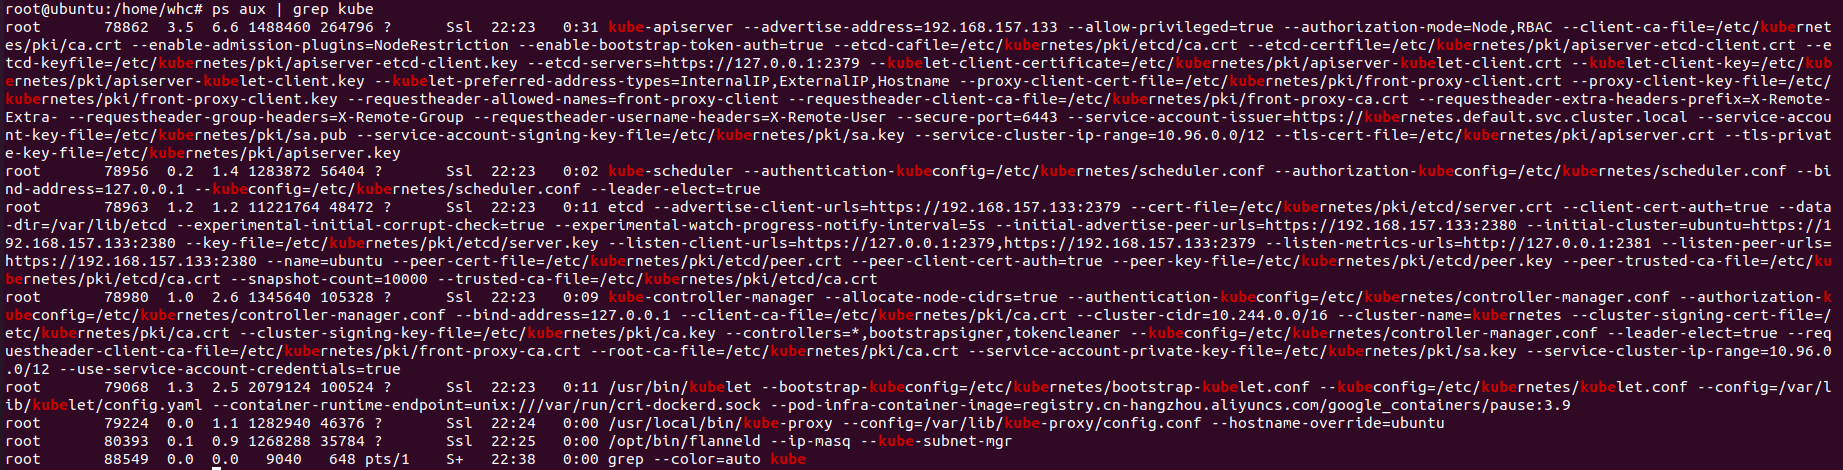 root@ubuntu:/home/whc# ps aux | grep kube
root       78862  3.5  6.6 1488460 264796 ?      Ssl  22:23   0:31 kube-apiserver --advertise-address=192.168.157.133 --allow-privileged=true --authorization-mode=Node,RBAC --client-ca-file=/etc/kubernet
es/pki/ca.crt --enable-admission-plugins=NodeRestriction --enable-bootstrap-token-auth=true --etcd-cafile=/etc/kubernetes/pki/etcd/ca.crt --etcd-certfile=/etc/kubernetes/pki/apiserver-etcd-client.crt --e
tcd-keyfile=/etc/kubernetes/pki/apiserver-etcd-client.key --etcd-servers=https://127.0.0.1:2379 --kubelet-client-certificate=/etc/kubernetes/pki/apiserver-kubelet-client.crt --kubelet-client-key=/etc/kub
ernetes/pki/apiserver-kubelet-client.key --kubelet-preferred-address-types=InternalIP,ExternalIP,Hostname --proxy-client-cert-file=/etc/kubernetes/pki/front-proxy-client.crt --proxy-client-key-file=/etc/
kubernetes/pki/front-proxy-client.key --requestheader-allowed-names=front-proxy-client --requestheader-client-ca-file=/etc/kubernetes/pki/front-proxy-ca.crt --requestheader-extra-headers-prefix=X-Remote-
Extra- --requestheader-group-headers=X-Remote-Group --requestheader-username-headers=X-Remote-User --secure-port=6443 --service-account-issuer=https://kubernetes.default.svc.cluster.local --service-accou
nt-key-file=/etc/kubernetes/pki/sa.pub --service-account-signing-key-file=/etc/kubernetes/pki/sa.key --service-cluster-ip-range=10.96.0.0/12 --tls-cert-file=/etc/kubernetes/pki/apiserver.crt --tls-privat
e-key-file=/etc/kubernetes/pki/apiserver.key
root       78956  0.2  1.4 1283872 56404 ?       Ssl  22:23   0:02 kube-scheduler --authentication-kubeconfig=/etc/kubernetes/scheduler.conf --authorization-kubeconfig=/etc/kubernetes/scheduler.conf --bi
nd-address=127.0.0.1 --kubeconfig=/etc/kubernetes/scheduler.conf --leader-elect=true
root       78963  1.2  1.2 11221764 48472 ?      Ssl  22:23   0:11 etcd --advertise-client-urls=https://192.168.157.133:2379 --cert-file=/etc/kubernetes/pki/etcd/server.crt --client-cert-auth=true --data
-dir=/var/lib/etcd --experimental-initial-corrupt-check=true --experimental-watch-progress-notify-interval=5s --initial-advertise-peer-urls=https://192.168.157.133:2380 --initial-cluster=ubuntu=https://1
92.168.157.133:2380 --key-file=/etc/kubernetes/pki/etcd/server.key --listen-client-urls=https://127.0.0.1:2379,https://192.168.157.133:2379 --listen-metrics-urls=http://127.0.0.1:2381 --listen-peer-urls=
https://192.168.157.133:2380 --name=ubuntu --peer-cert-file=/etc/kubernetes/pki/etcd/peer.crt --peer-client-cert-auth=true --peer-key-file=/etc/kubernetes/pki/etcd/peer.key --peer-trusted-ca-file=/etc/ku
bernetes/pki/etcd/ca.crt --snapshot-count=10000 --trusted-ca-file=/etc/kubernetes/pki/etcd/ca.crt
root       78980  1.0  2.6 1345640 105328 ?      Ssl  22:23   0:09 kube-controller-manager --allocate-node-cidrs=true --authentication-kubeconfig=/etc/kubernetes/controller-manager.conf --authorization-k
ubeconfig=/etc/kubernetes/controller-manager.conf --bind-address=127.0.0.1 --client-ca-file=/etc/kubernetes/pki/ca.crt --cluster-cidr=10.244.0.0/16 --cluster-name=kubernetes --cluster-signing-cert-file=/
etc/kubernetes/pki/ca.crt --cluster-signing-key-file=/etc/kubernetes/pki/ca.key --controllers=*,bootstrapsigner,tokencleaner --kubeconfig=/etc/kubernetes/controller-manager.conf --leader-elect=true --req
uestheader-client-ca-file=/etc/kubernetes/pki/front-proxy-ca.crt --root-ca-file=/etc/kubernetes/pki/ca.crt --service-account-private-key-file=/etc/kubernetes/pki/sa.key --service-cluster-ip-range=10.96.0
.0/12 --use-service-account-credentials=true
root       79068  1.3  2.5 2079124 100524 ?      Ssl  22:23   0:11 /usr/bin/kubelet --bootstrap-kubeconfig=/etc/kubernetes/bootstrap-kubelet.conf --kubeconfig=/etc/kubernetes/kubelet.conf --config=/var/l
ib/kubelet/config.yaml --container-runtime-endpoint=unix:///var/run/cri-dockerd.sock --pod-infra-container-image=registry.cn-hangzhou.aliyuncs.com/google_containers/pause:3.9
root       79224  0.0  1.1 1282940 46376 ?       Ssl  22:24   0:00 /usr/local/bin/kube-proxy --config=/var/lib/kube-proxy/config.conf --hostname-override=ubuntu
root       80393  0.1  0.9 1268288 35784 ?       Ssl  22:25   0:00 /opt/bin/flanneld --ip-masq --kube-subnet-mgr
root       88549  0.0  0.0   9040   648 pts/1    S+   22:38   0:00 grep --color=auto kube